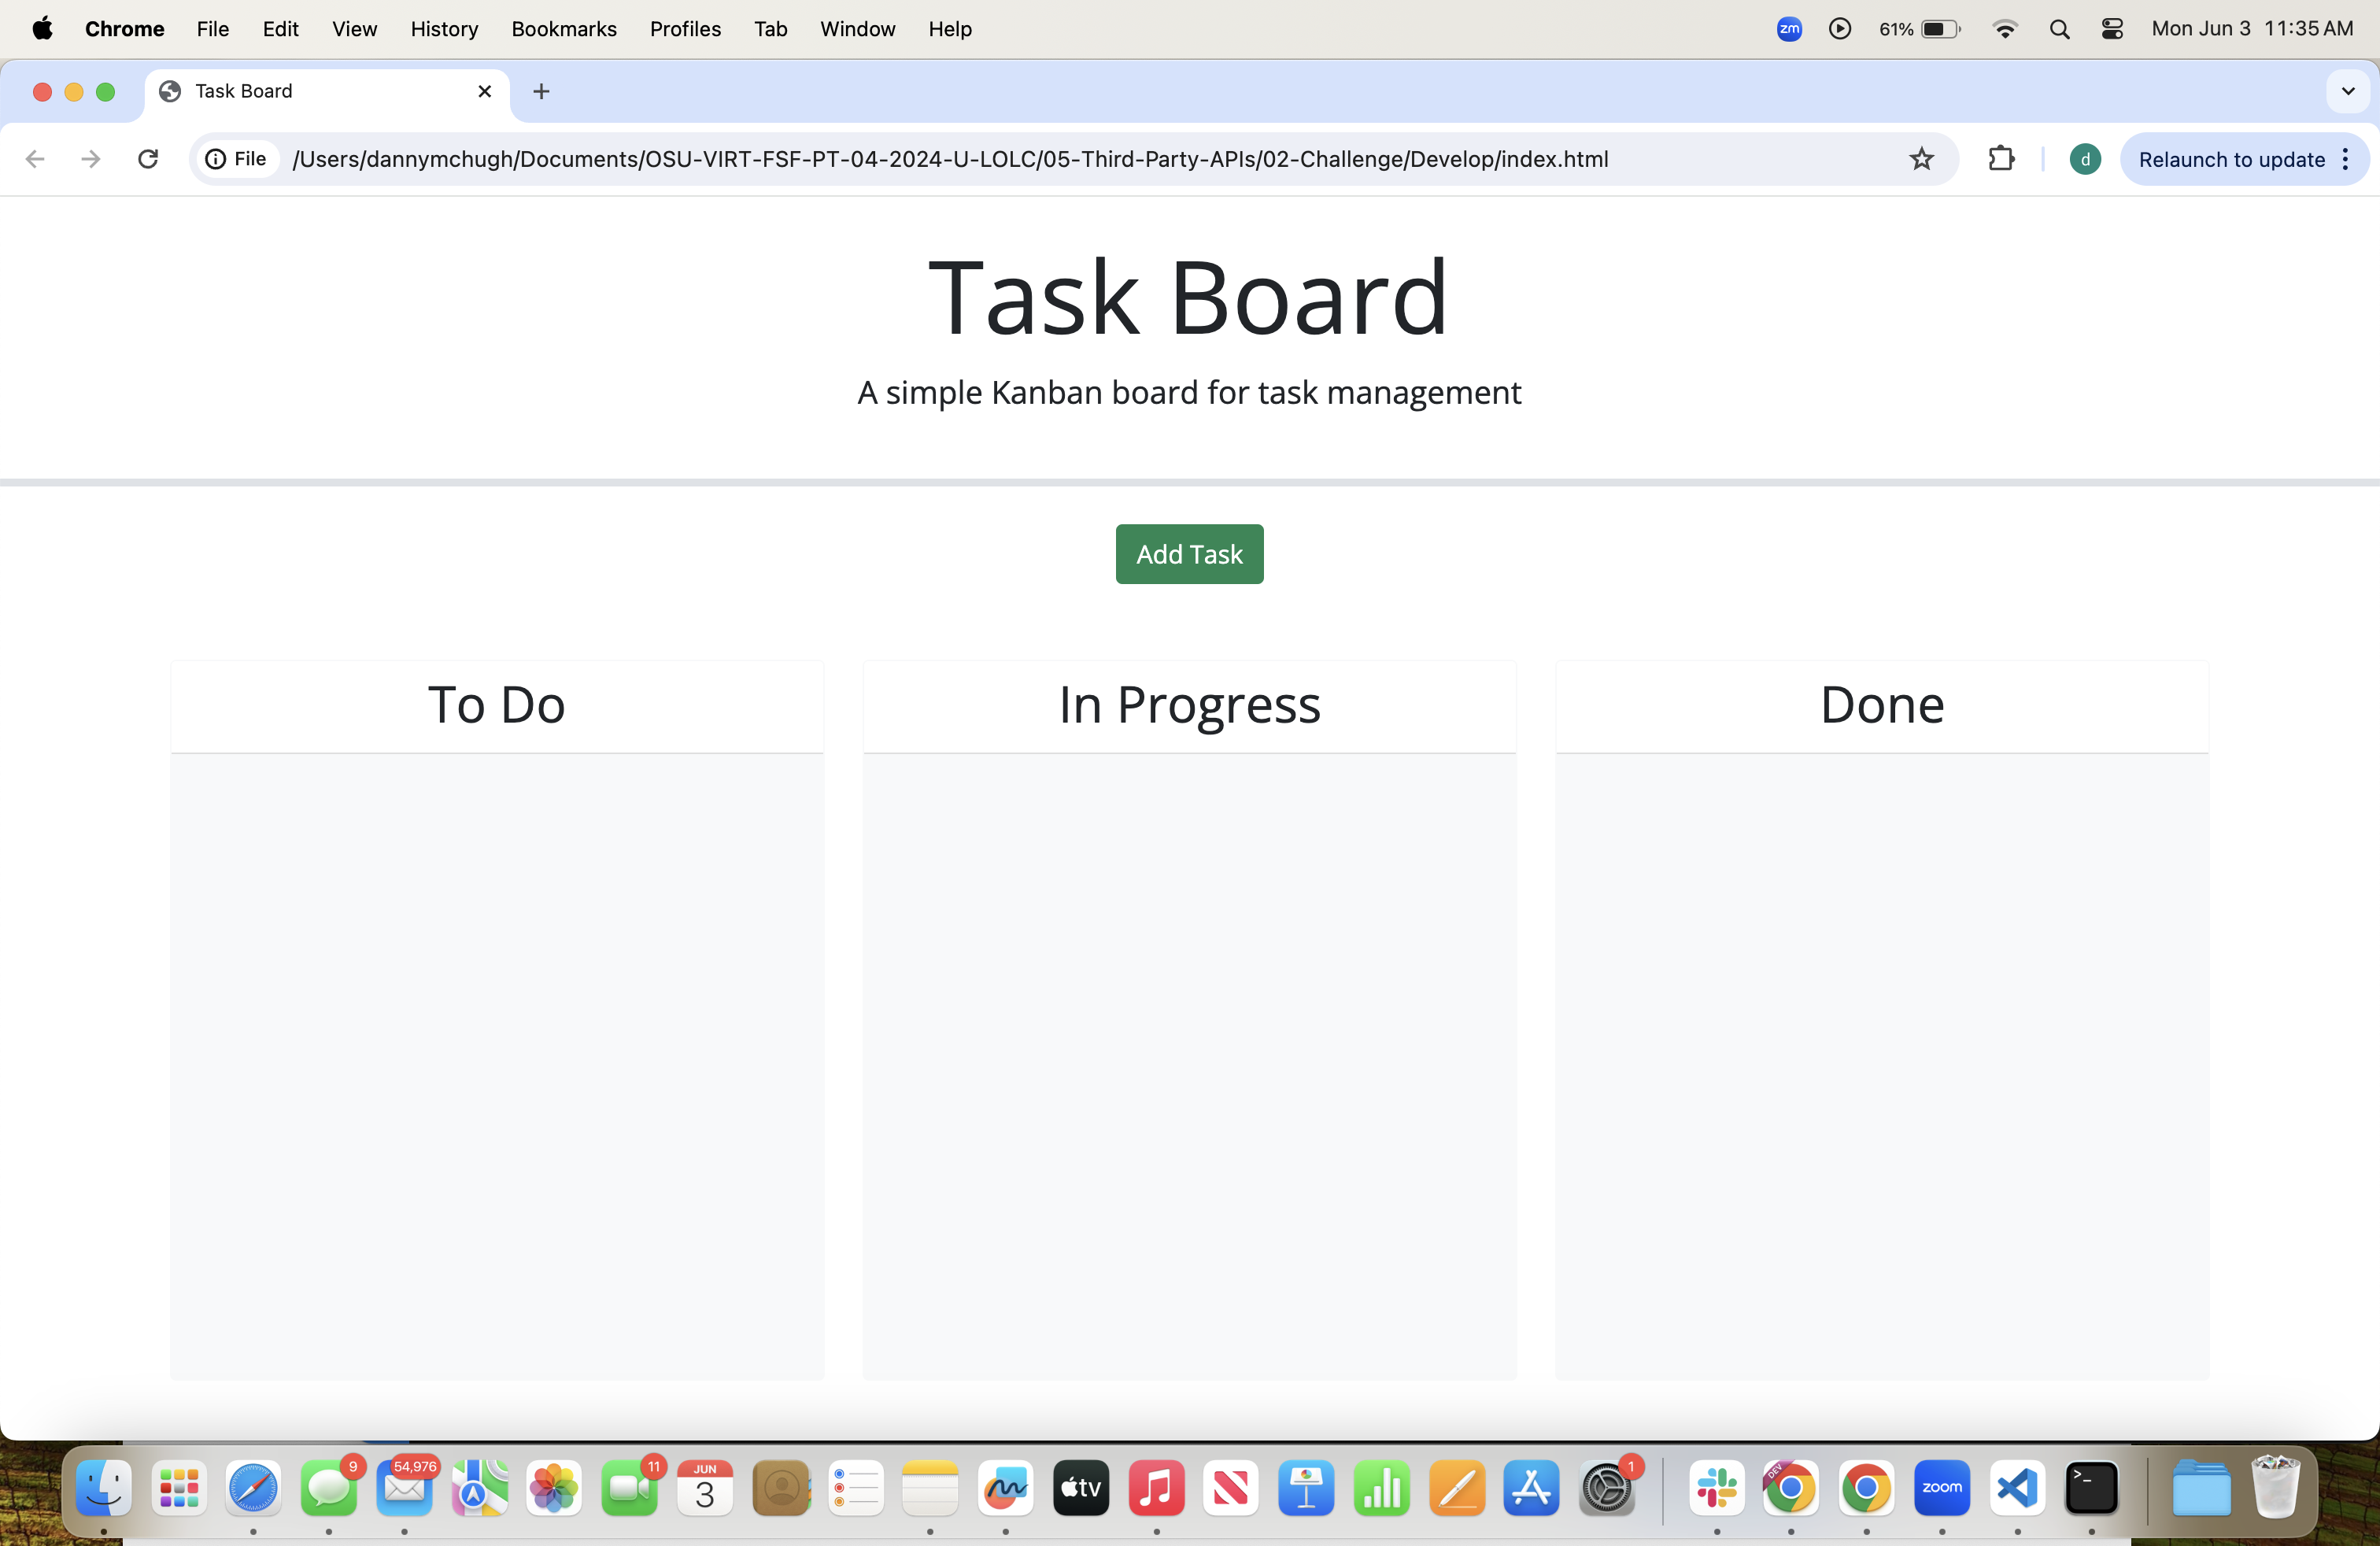 Chrome File Edit View History Bookmarks Profiles Tab Window Help zm 61% Mon Jun 3 11:35 AM
Task Board
File /Users/dannymchugh/Documents/OSU-VIRT-FSF-PT-04-2024-U-LOLC/05-Third-Party-APIs/02-Challenge/Develop/index.html d Relaunch to update
Task Board
A simple Kanban board for task management
Add Task
To Do In Progress Done
9 54,976 11 JUN 3 tv 1 DEV zoom >_